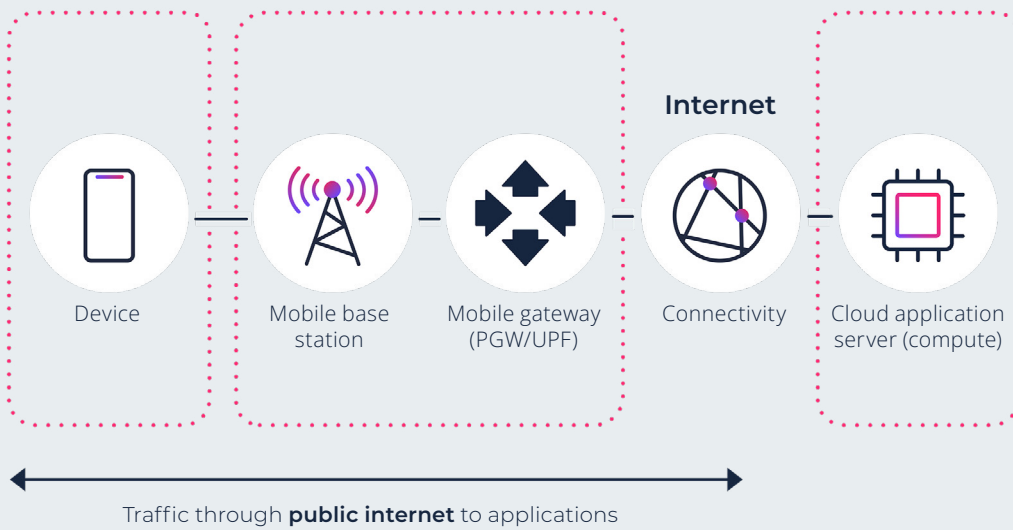 Internet
Device
Mobile base
station
Mobile gateway
(PGW/UPF)
Connectivity
Cloud application
server (compute)
Traffic through public internet to applications